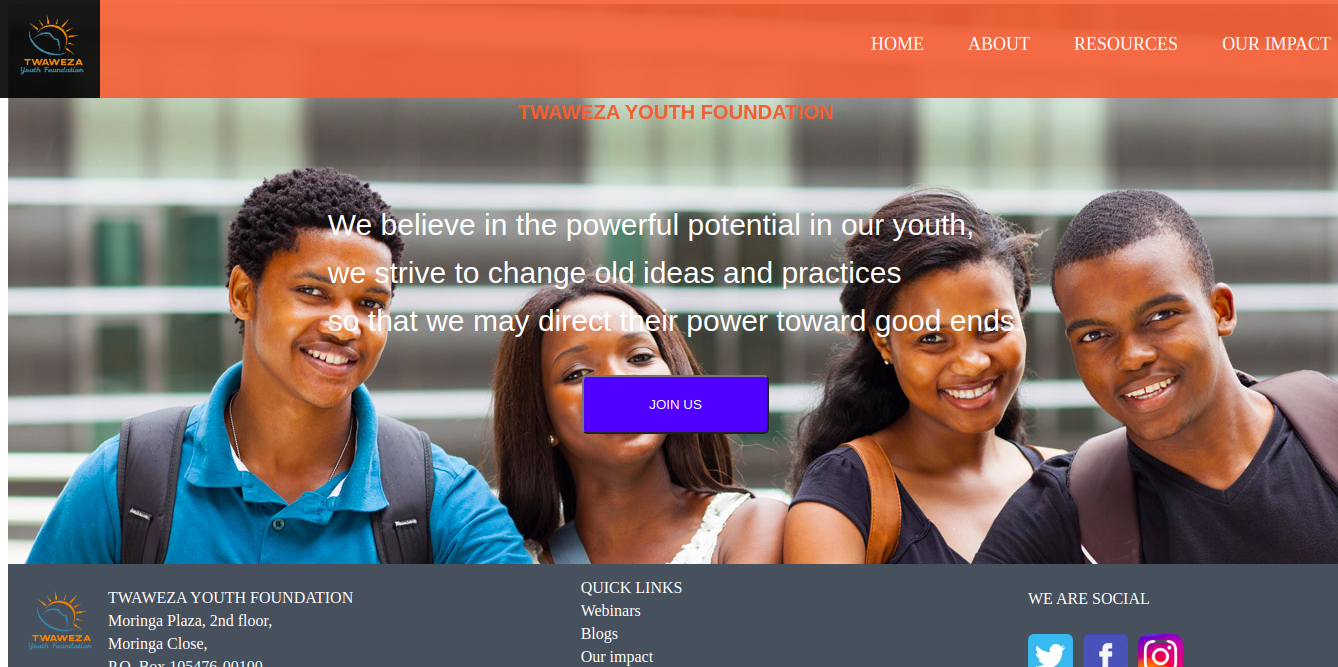 TWAWEZA
Youth Foundation
HOME ABOUT RESOURCES OUR IMPACT
TWAWEZA YOUTH FOUNDATION
We believe in the powerful potential in our youth,
we strive to change old ideas and practices
so that we may direct their power toward good ends.
JOIN US
TWAWEZA
Youth Foundation
TWAWEZA YOUTH FOUNDATION
Moringa Plaza, 2nd floor,
Moringa Close,
P.O. Box 105476-00100
QUICK LINKS
Webinars
Blogs
Our impact
WE ARE SOCIAL